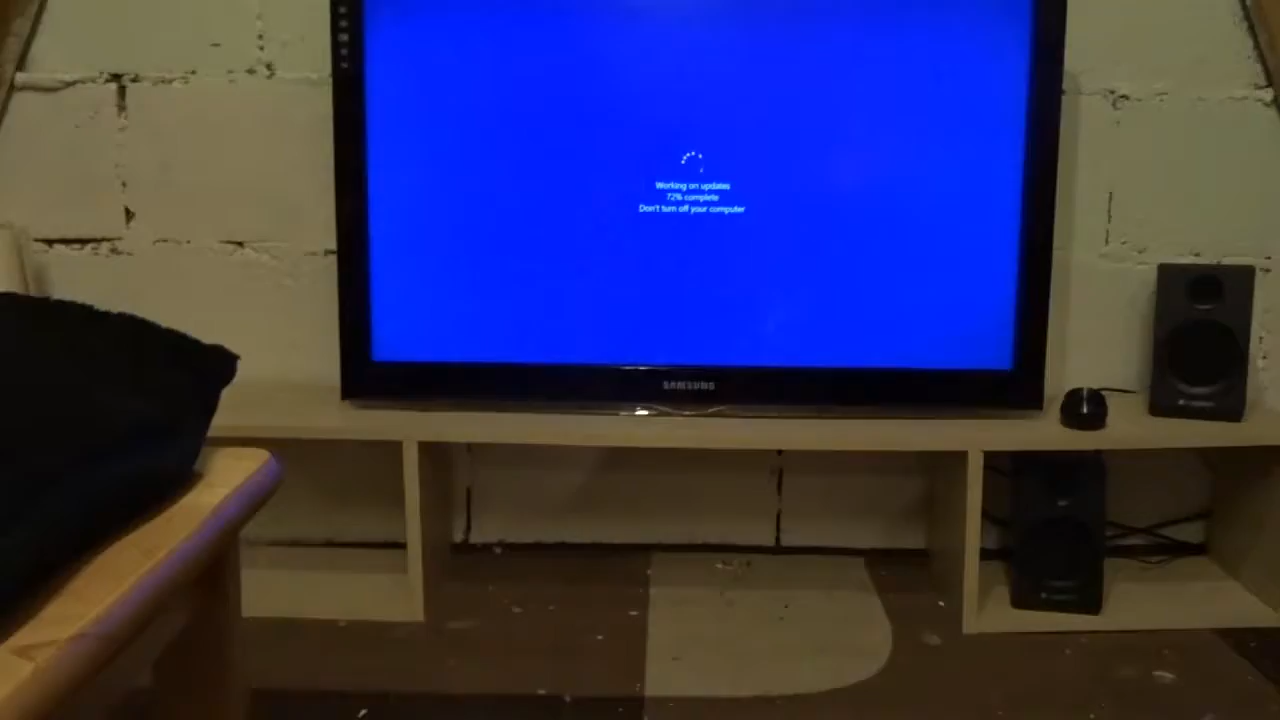 Working on updates
72% complete
Don't turn off your computer
SAMSUNG